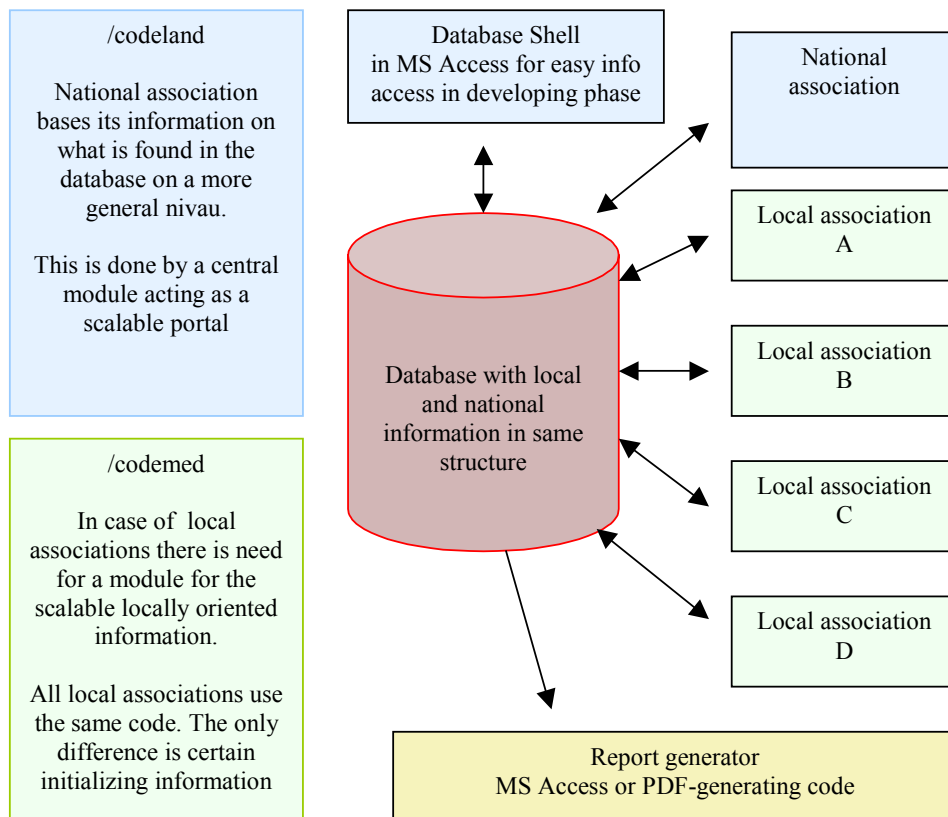 /codeland
National association
bases its information on
what is found in the
database on a more
general nivau.
This is done by a central
module acting as a
scalable portal
/codemed
In case of local
associations there is need
for a module for the
scalable locally oriented
information.
All local associations use
the same code. The only
difference is certain
initializing information
Database Shell
in MS Access for easy info
access in developing phase
Database with local
and national
information in same
structure
National
association
Local association
A
Local association
B
Local association
C
Local association
D
Report generator
MS Access or PDF-generating code